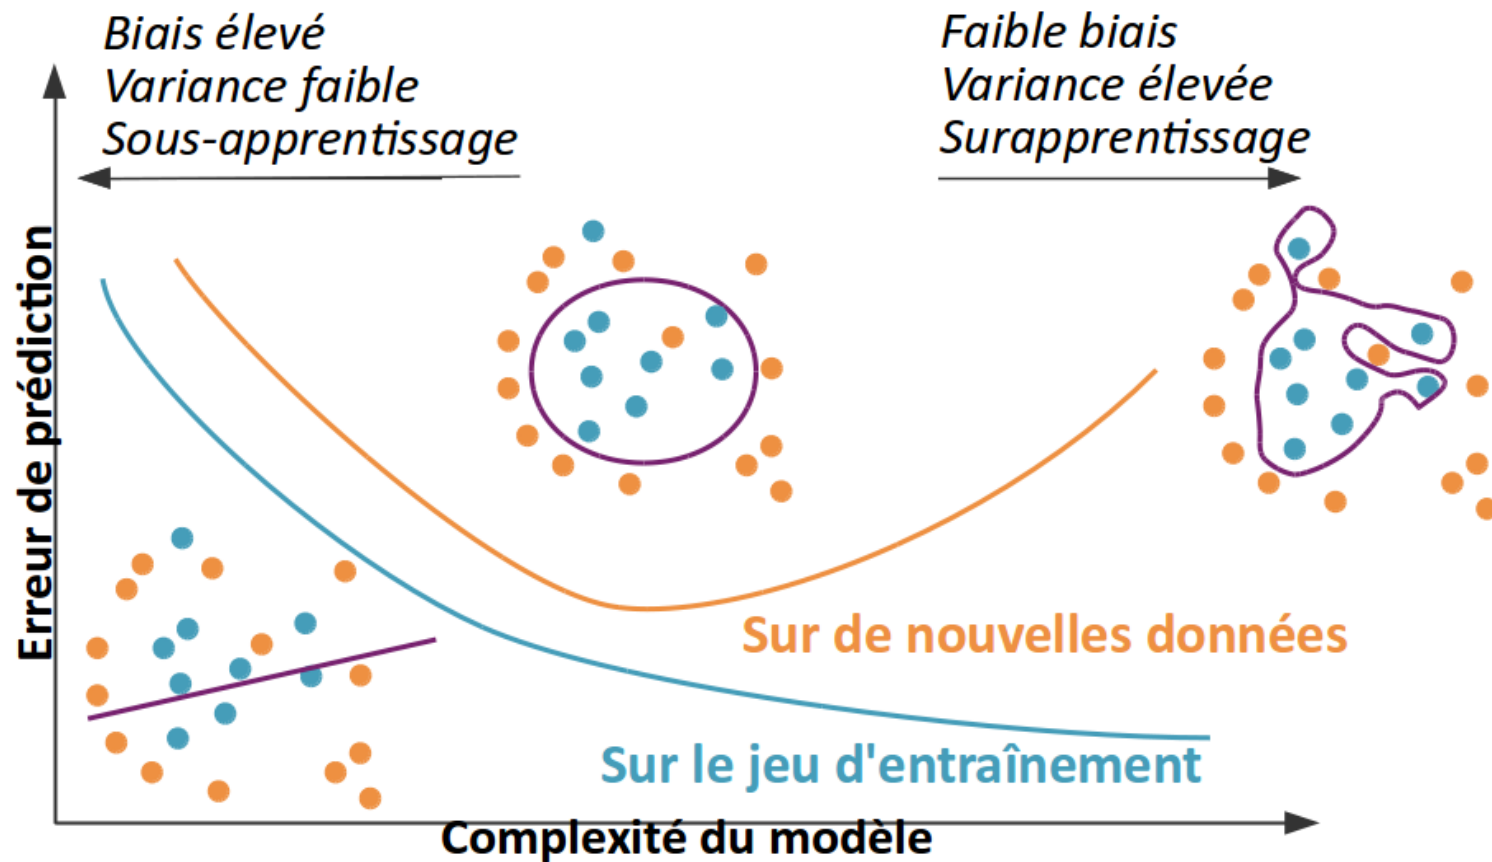 Biais élevé
Variance faible
Sous-apprentissage
Faible biais
Variance élevée
Surapprentissage
Erreur de prédiction
Sur de nouvelles données
Sur le jeu d'entraînement
Complexité du modèle